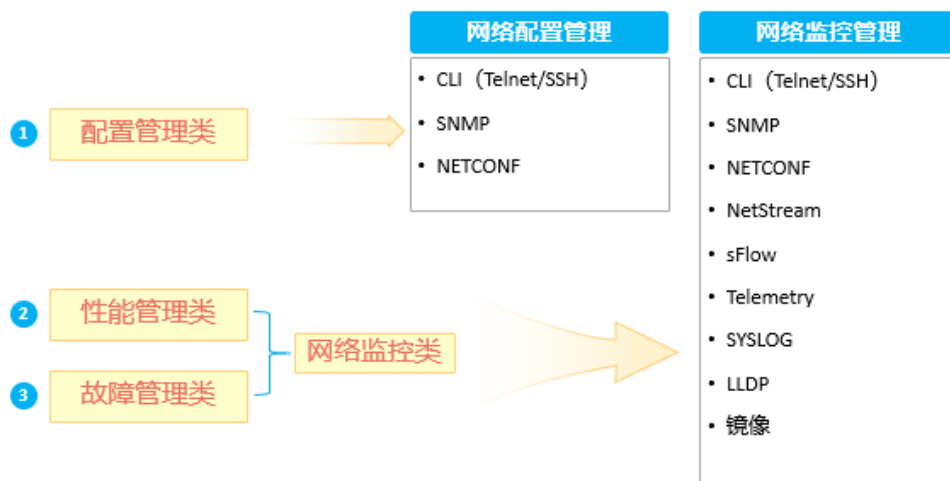 网络配置管理
• CLI（Telnet/SSH）
• SNMP
• NETCONF
网络监控管理
• CLI（Telnet/SSH）
• SNMP
• NETCONF
• NetStream
• sFlow
• Telemetry
• SYSLOG
• LLDP
• 镜像
1 配置管理类
2 性能管理类
3 故障管理类
网络监控类